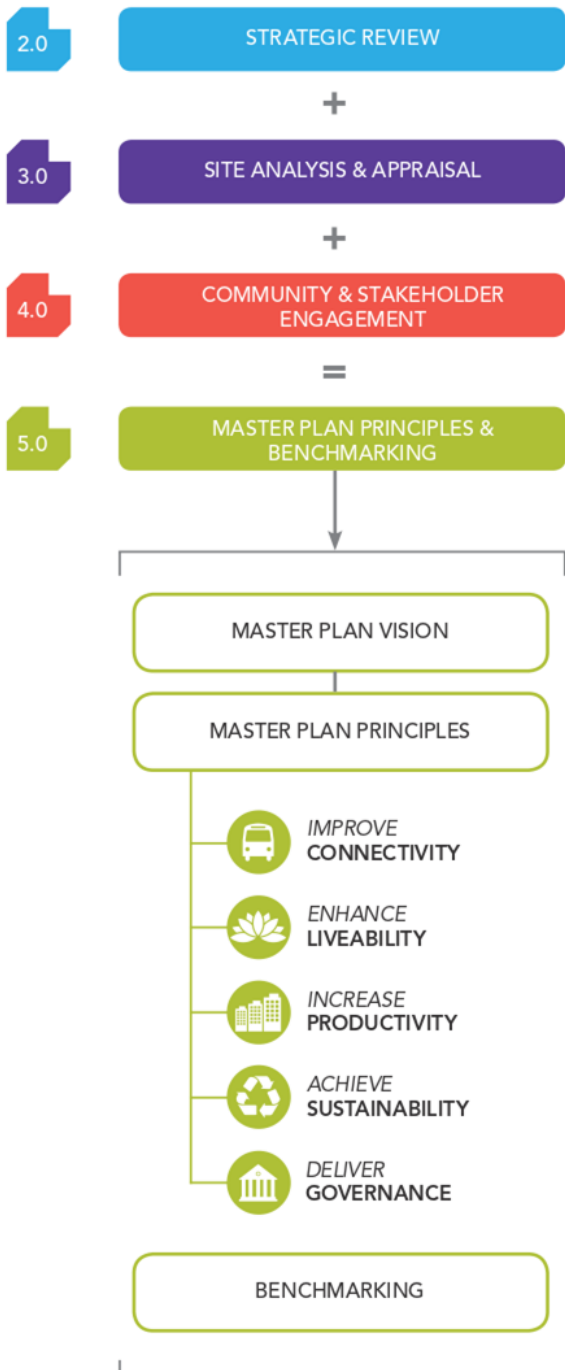 2.0
STRATEGIC REVIEW
+
3.0
SITE ANALYSIS & APPRAISAL
+
4.0
COMMUNITY & STAKEHOLDER
ENGAGEMENT
=
5.0
MASTER PLAN PRINCIPLES &
BENCHMARKING
MASTER PLAN VISION
MASTER PLAN PRINCIPLES
IMPROVE
CONNECTIVITY
ENHANCE
LIVEABILITY
INCREASE
PRODUCTIVITY
ACHIEVE
SUSTAINABILITY
DELIVER
GOVERNANCE
BENCHMARKING